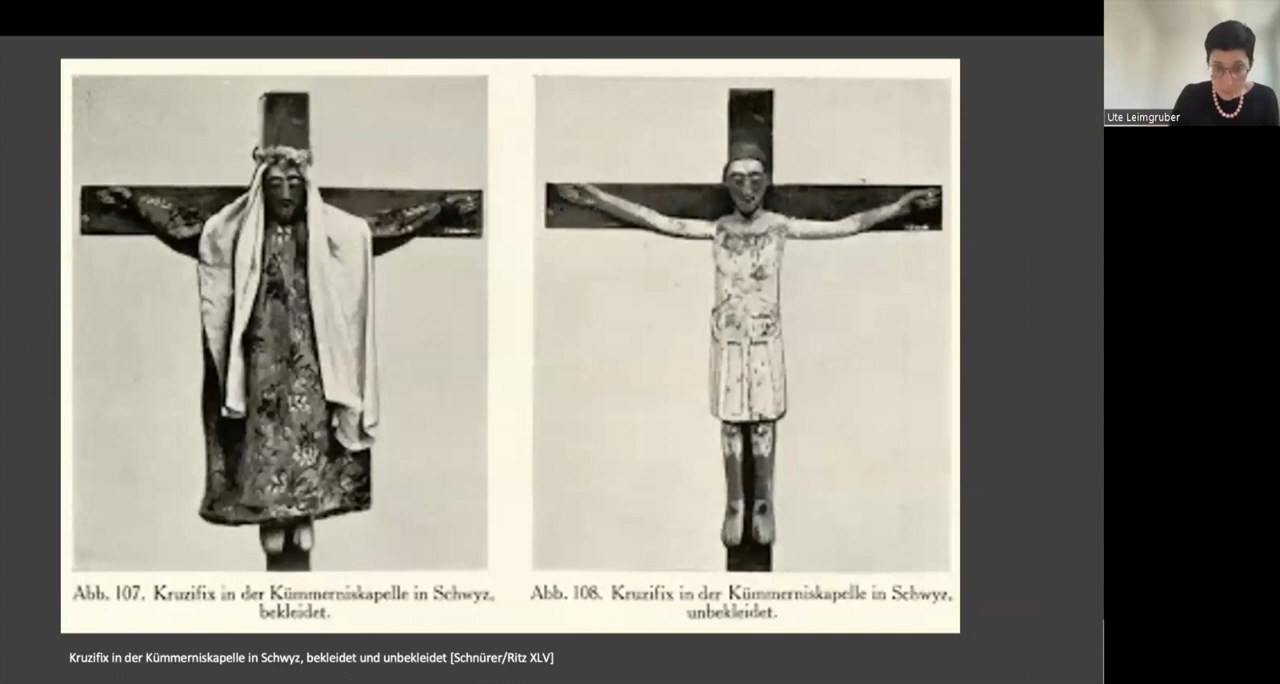 Abb. 107. Kruzifix in der Kümmerniskapelle in Schwyz,
bekleidet.
Abb. 108. Kruzifix in der Kümmerniskapelle in Schwyz,
unbekleidet.
Kruzifix in der Kümmerniskapelle in Schwyz, bekleidet und unbekleidet [Schnürer/Ritz XLV]
Ute Leimgruber